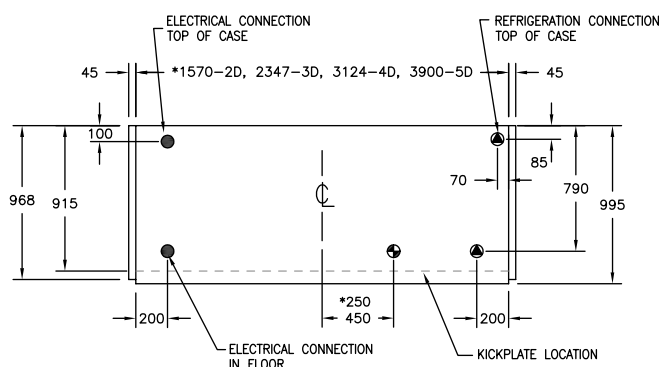 ELECTRICAL CONNECTION
TOP OF CASE
REFRIGERATION CONNECTION
TOP OF CASE
45
*1570-2D, 2347-3D, 3124-4D, 3900-5D
45
100
968
915
70
85
790
995
CL
*250
200
450
200
ELECTRICAL CONNECTION
IN FLOOR
KICKPLATE LOCATION